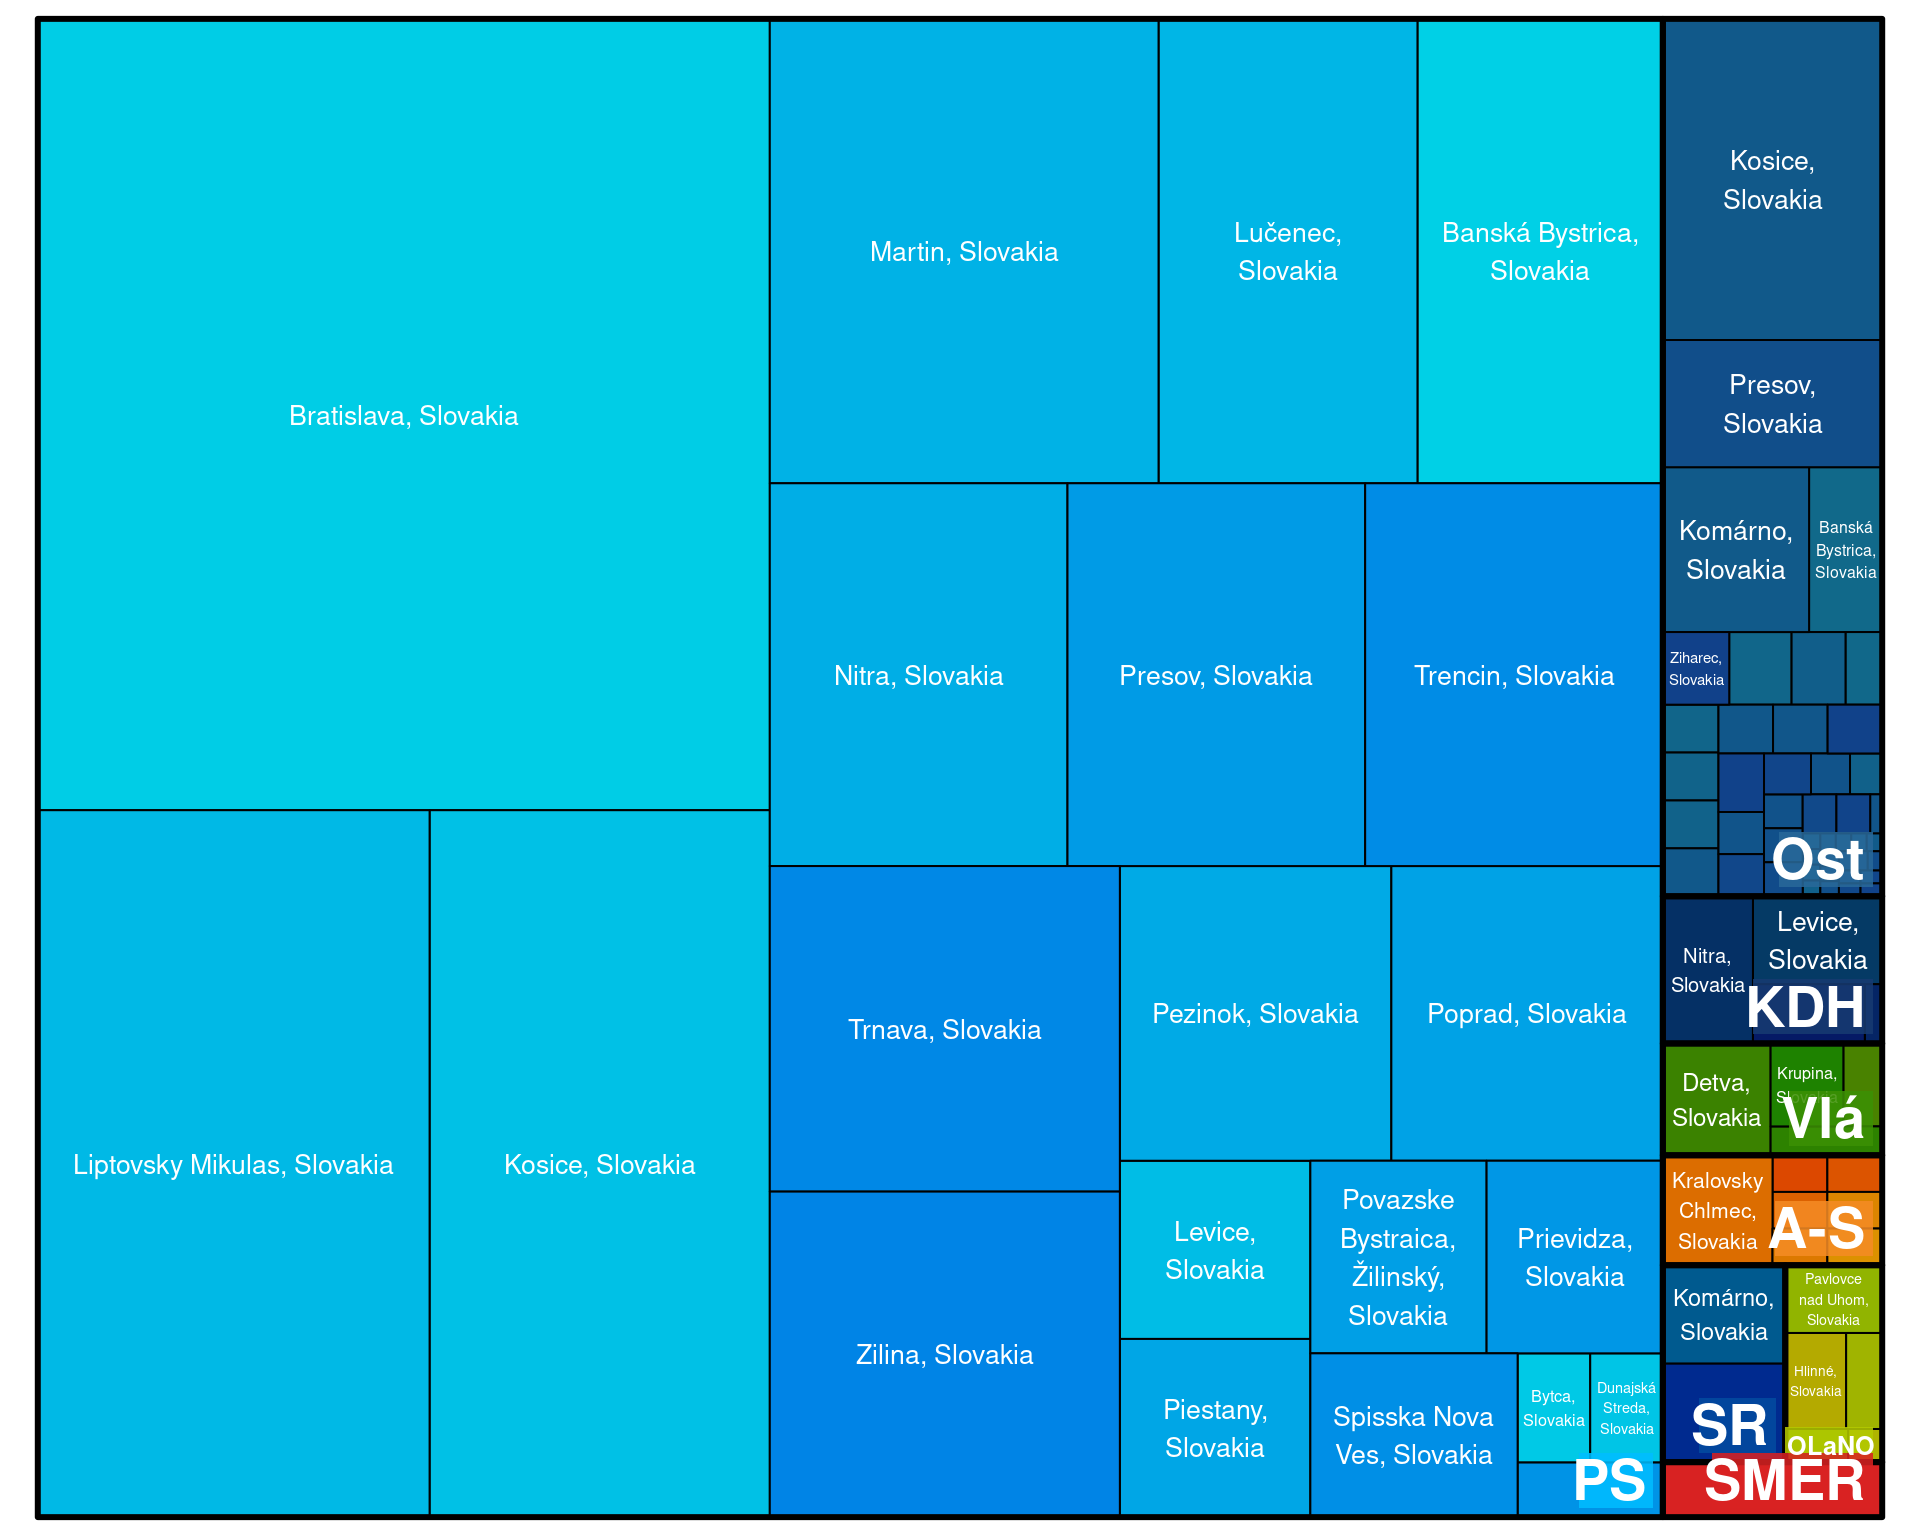 Bratislava, Slovakia
Liptovsky Mikulas, Slovakia
Kosice, Slovakia
Martin, Slovakia
Lučenec,
Slovakia
Banská Bystrica,
Slovakia
Nitra, Slovakia
Presov, Slovakia
Trencin, Slovakia
Trnava, Slovakia
Zilina, Slovakia
Pezinok, Slovakia
Poprad, Slovakia
Levice,
Slovakia
Piestany,
Slovakia
Povazske
Bystraica,
Žilinský,
Slovakia
Prievidza,
Slovakia
Spisska Nova
Ves, Slovakia
Bytca,
Slovakia
Dunajská
Streda,
Slovakia
PS
Kosice,
Slovakia
Presov,
Slovakia
Komárno,
Slovakia
Banská
Bystrica,
Slovakia
Ziharec,
Slovakia
Ost
Nitra,
Slovakia
Levice,
Slovakia
KDH
Detva,
Slovakia
Krupina,
Slovakia
Vlá
Kralovsky
Chlmec,
Slovakia
A-S
Komárno,
Slovakia
SR
Pavlovce
nad Uhom,
Slovakia
Hlinné,
Slovakia
OLaNO
SMER